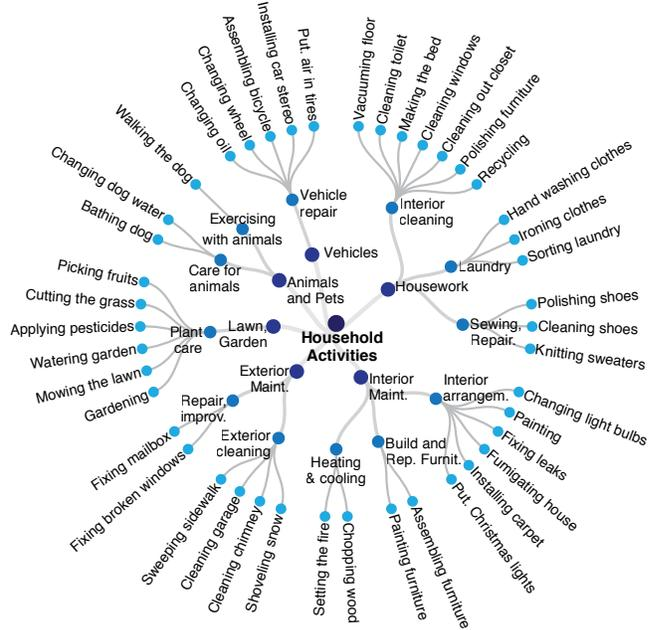 Household
Activities
Vehicles
Vehicle
repair
Changing oil
Changing wheel
Assembling bicycle
Installing car stereo
Put. air in tires
Housework
Interior
cleaning
Vacuuming floor
Cleaning toilet
Making the bed
Cleaning windows
Cleaning out closet
Polishing furniture
Recycling
Laundry
Hand washing clothes
Ironing clothes
Sorting laundry
Sewing,
Repair.
Polishing shoes
Cleaning shoes
Knitting sweaters
Interior
Maint.
Interior
arrangem.
Changing light bulbs
Painting
Fixing leaks
Fumigating house
Installing carpet
Put. Christmas lights
Build and
Rep. Furnit.
Assembling furniture
Painting furniture
Heating
& cooling
Chopping wood
Setting the fire
Exterior
Maint.
Exterior
cleaning
Shoveling snow
Cleaning chimney
Cleaning garage
Sweeping sidewalk
Repair,
improv.
Fixing broken windows
Fixing mailbox
Lawn,
Garden
Plant
care
Gardening
Mowing the lawn
Watering garden
Applying pesticides
Cutting the grass
Picking fruits
Animals
and Pets
Care for
animals
Bathing dog
Changing dog water
Exercising
with animals
Walking the dog